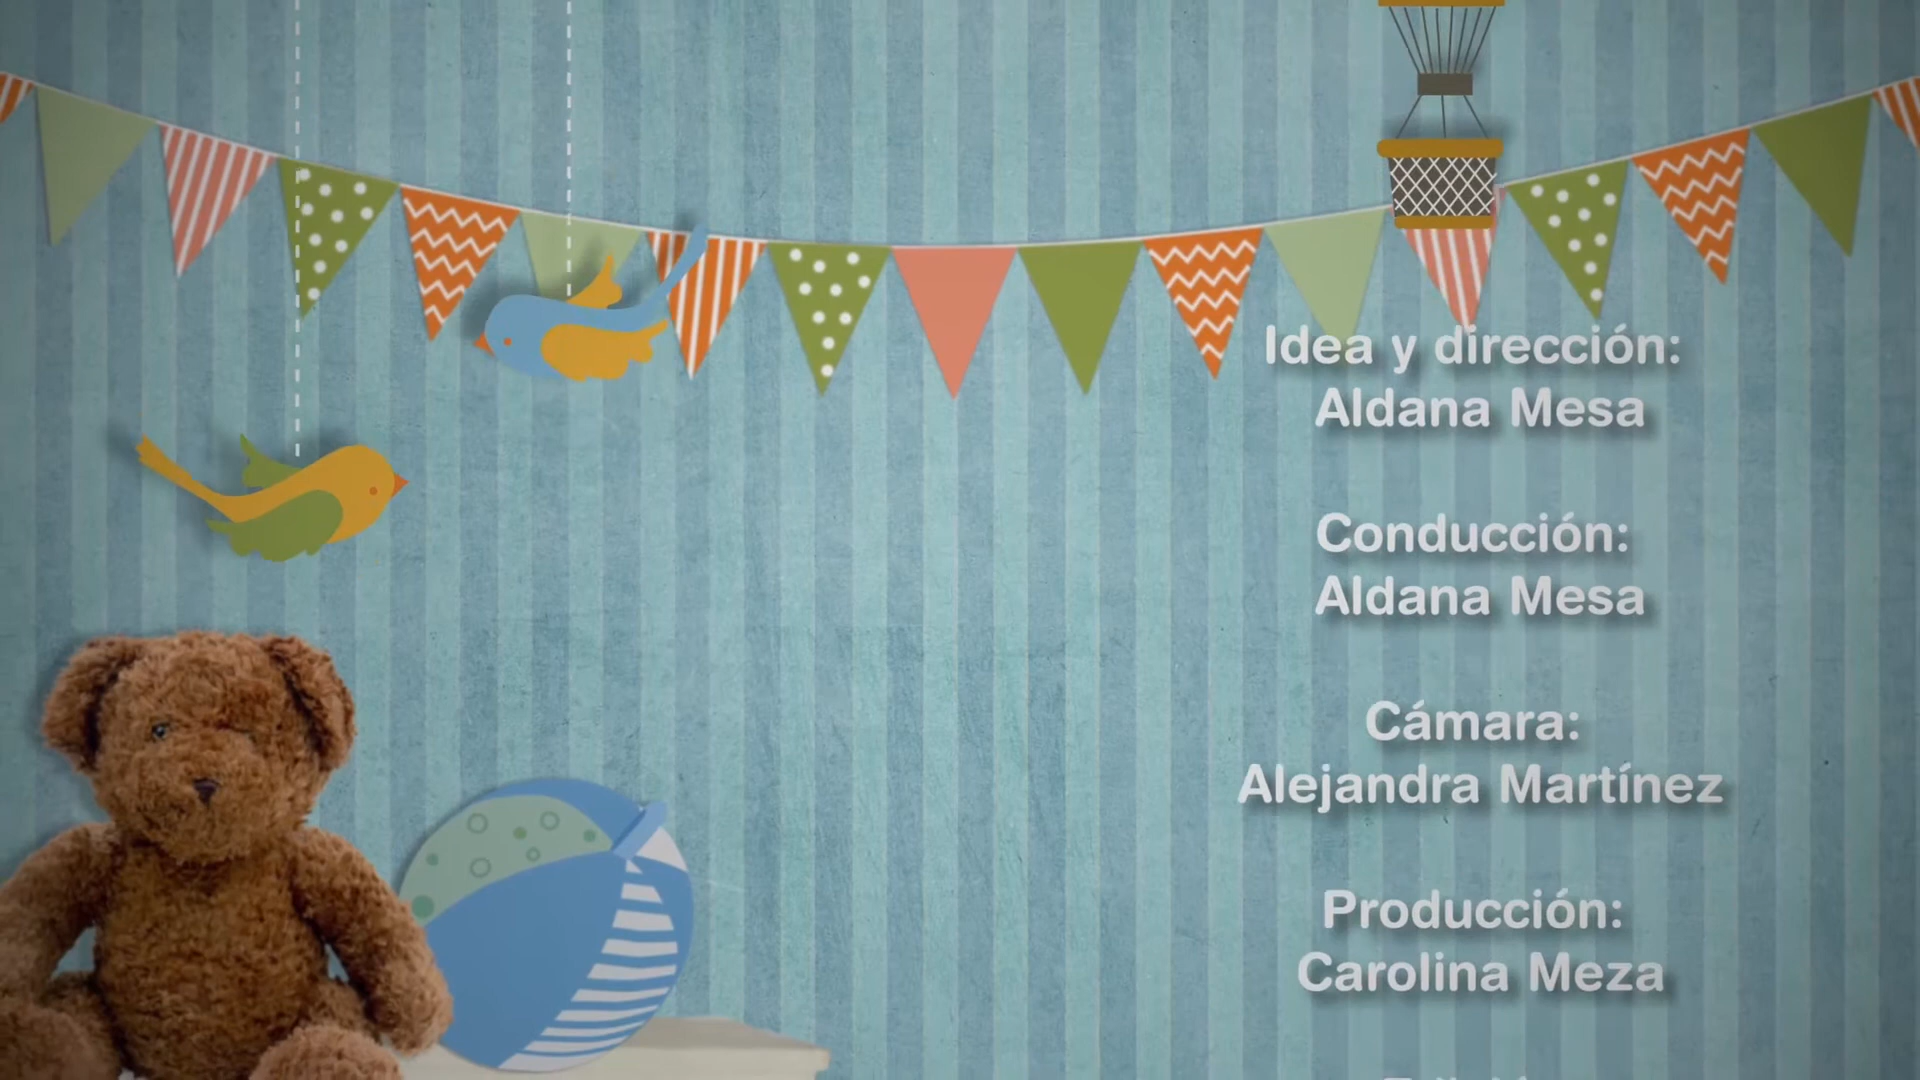 Idea y dirección:
Aldana Mesa
Conducción:
Aldana Mesa
Cámara:
Alejandra Martínez
Producción:
Carolina Meza